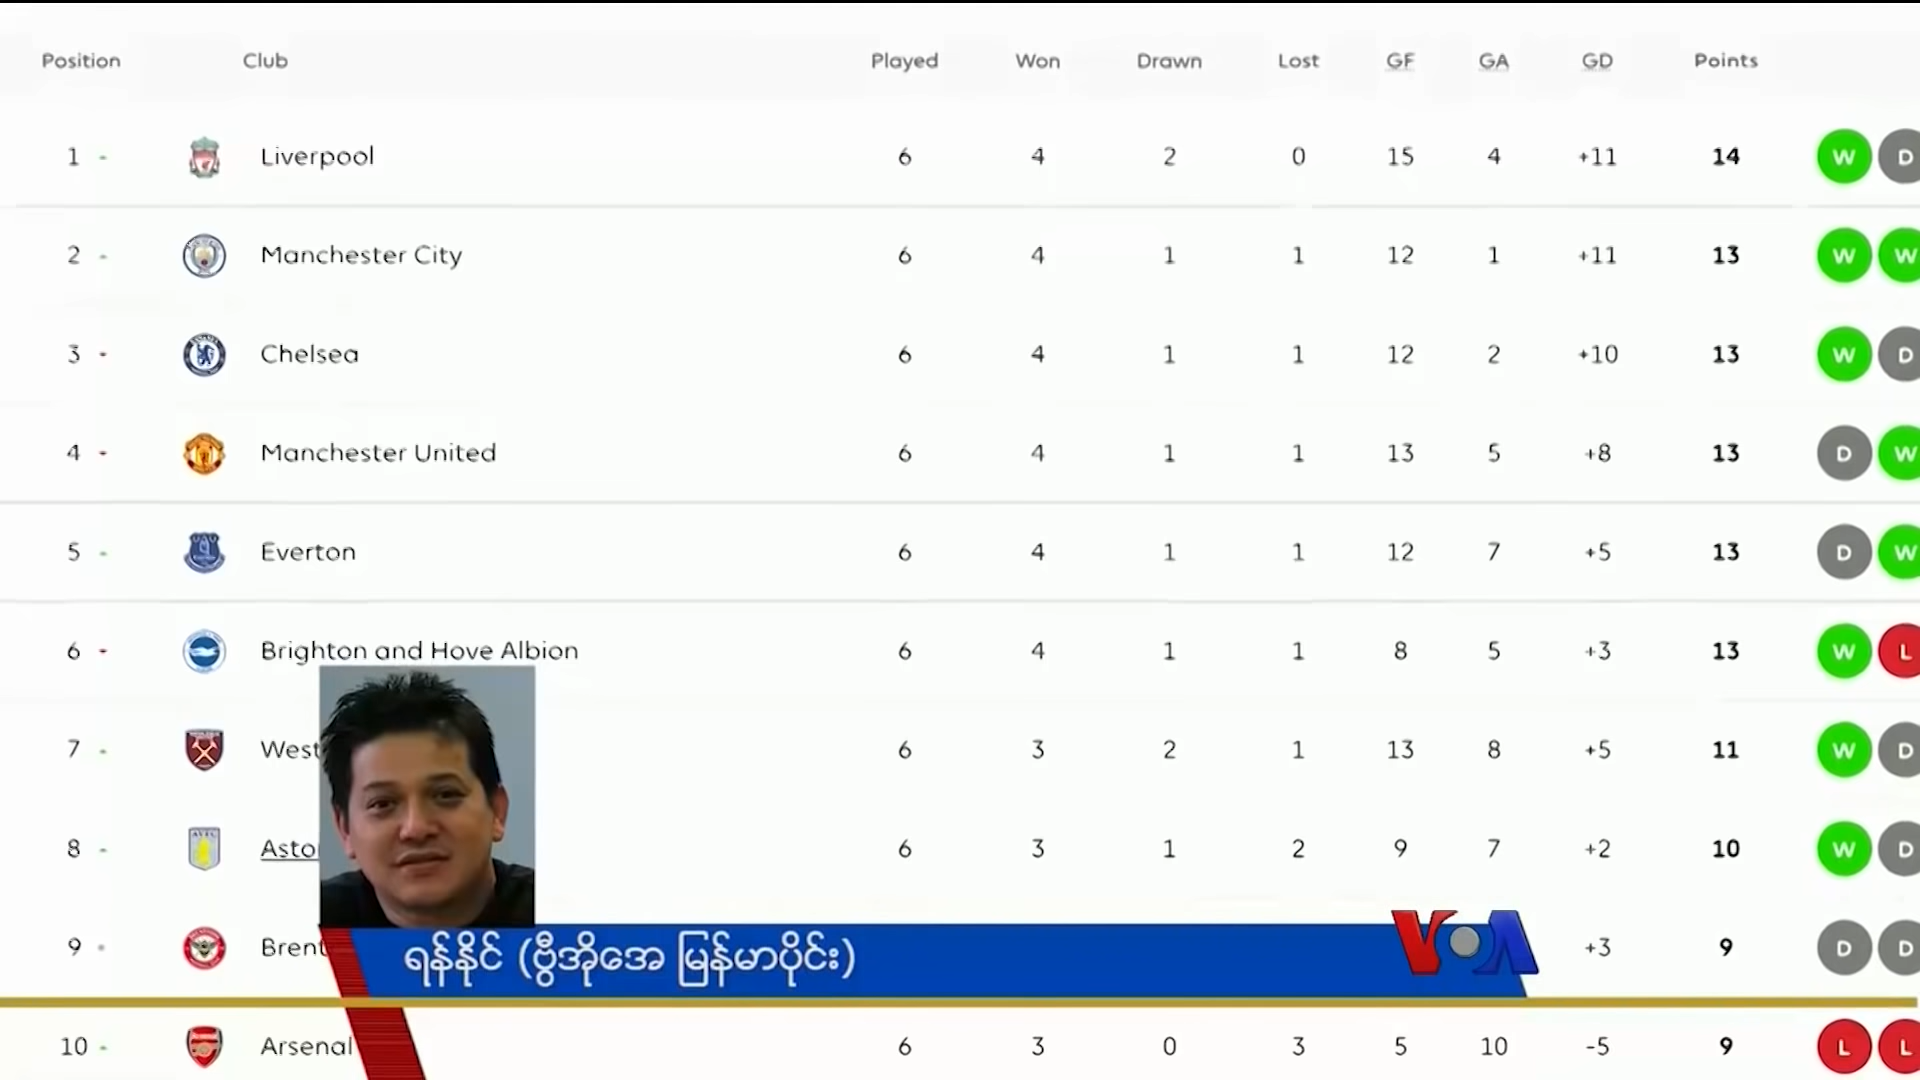 Position Club Played Won Drawn Lost GF GA GD Points
1 Liverpool 6 4 2 0 15 4 +11 14 W D
2 Manchester City 6 4 1 1 12 1 +11 13 W W
3 Chelsea 6 4 1 1 12 2 +10 13 W D
4 Manchester United 6 4 1 1 13 5 +8 13 D W
5 Everton 6 4 1 1 12 7 +5 13 D W
6 Brighton and Hove Albion 6 4 1 1 8 5 +3 13 W L
7 West 6 3 2 1 13 8 +5 11 W D
8 Asto 6 3 1 2 9 7 +2 10 W D
9 Brent +3 9 D D
ရန်နိုင် (ဗွီအိုအေ မြန်မာပိုင်း)
VOA
10 Arsenal 6 3 0 3 5 10 -5 9 L L